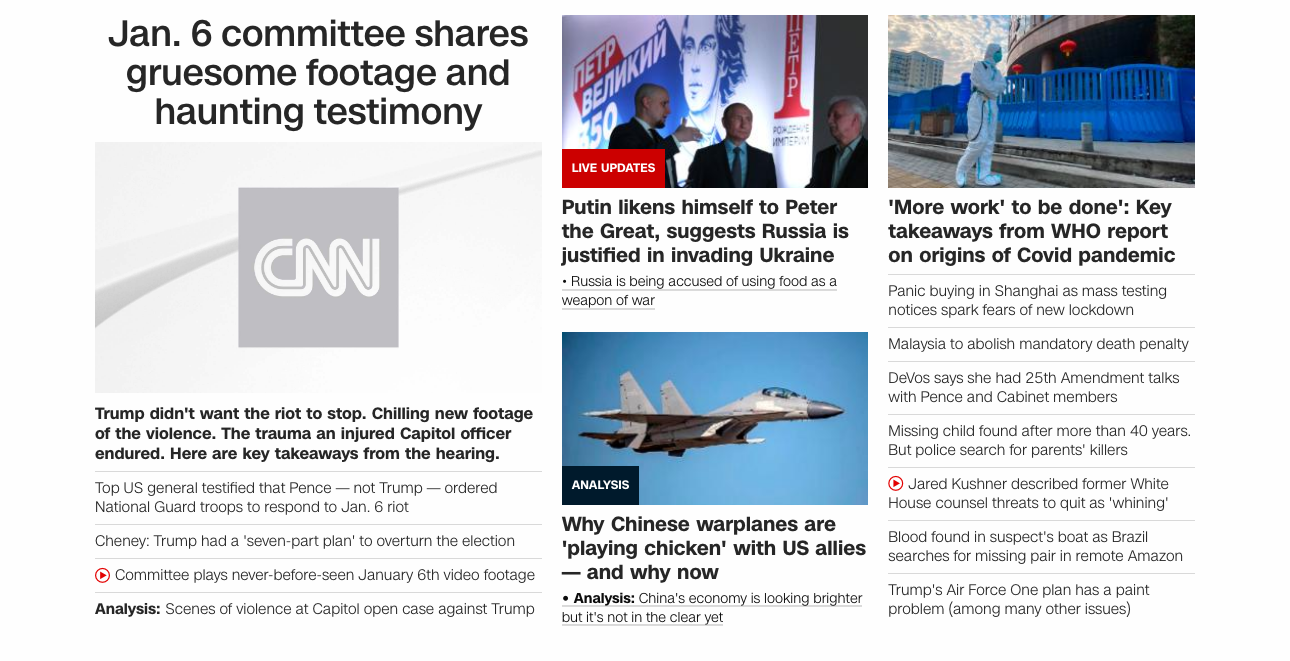 Jan. 6 committee shares
gruesome footage and
haunting testimony
CNN
Trump didn't want the riot to stop. Chilling new footage
of the violence. The trauma an injured Capitol officer
endured. Here are key takeaways from the hearing.
Top US general testified that Pence — not Trump — ordered
National Guard troops to respond to Jan. 6 riot
Cheney: Trump had a 'seven-part plan' to overturn the election
Committee plays never-before-seen January 6th video footage
Analysis: Scenes of violence at Capitol open case against Trump
ПЕТР
ВЕЛИКИЙ
350
ПЕТР
РОЖДЕНИЕ
ИМПЕРИИ
LIVE UPDATES
Putin likens himself to Peter
the Great, suggests Russia is
justified in invading Ukraine
• Russia is being accused of using food as a
weapon of war
ANALYSIS
Why Chinese warplanes are
'playing chicken' with US allies
— and why now
• Analysis: China's economy is looking brighter
but it's not in the clear yet
'More work' to be done': Key
takeaways from WHO report
on origins of Covid pandemic
Panic buying in Shanghai as mass testing
notices spark fears of new lockdown
Malaysia to abolish mandatory death penalty
DeVos says she had 25th Amendment talks
with Pence and Cabinet members
Missing child found after more than 40 years.
But police search for parents' killers
Jared Kushner described former White
House counsel threats to quit as 'whining'
Blood found in suspect's boat as Brazil
searches for missing pair in remote Amazon
Trump's Air Force One plan has a paint
problem (among many other issues)